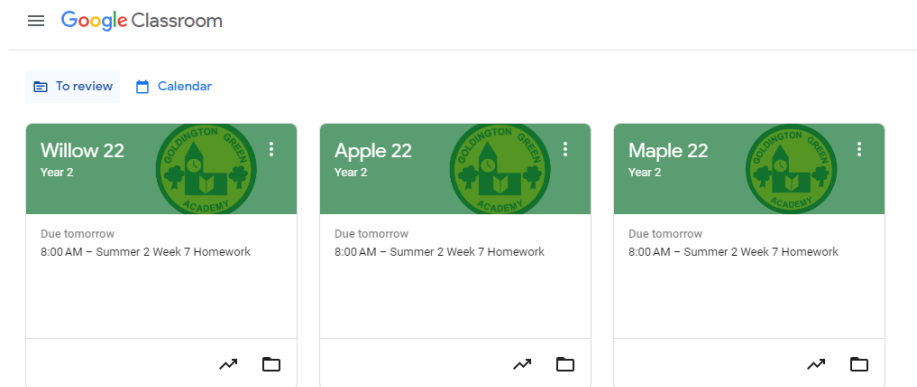 Google Classroom
To review
Calendar
Willow 22
Year 2
GOLDINGTON GREEN
ACADEMY
Due tomorrow
8:00 AM – Summer 2 Week 7 Homework
Apple 22
Year 2
GOLDINGTON GREEN
ACADEMY
Due tomorrow
8:00 AM – Summer 2 Week 7 Homework
Maple 22
Year 2
GOLDINGTON GREEN
ACADEMY
Due tomorrow
8:00 AM – Summer 2 Week 7 Homework